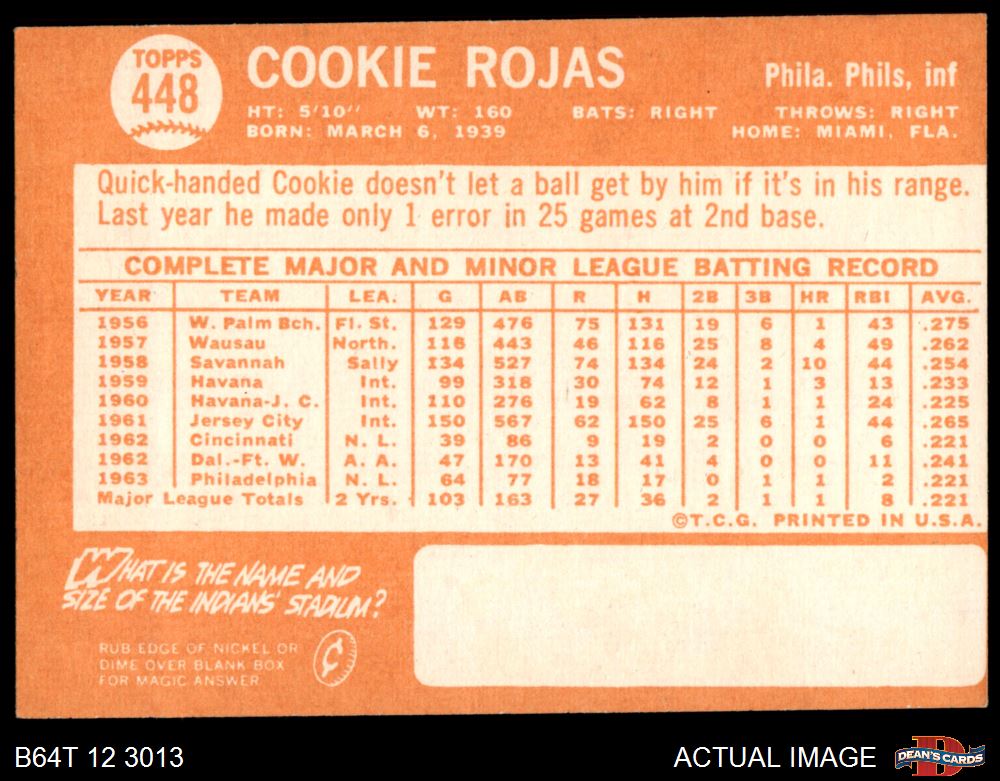 TOPPS
448
COOKIE ROJAS
Phila. Phils, inf
HT: 5'10'' WT: 160 BATS: RIGHT THROWS: RIGHT
BORN: MARCH 6, 1939 HOME: MIAMI, FLA.
Quick-handed Cookie doesn't let a ball get by him if it's in his range.
Last year he made only 1 error in 25 games at 2nd base.
COMPLETE MAJOR AND MINOR LEAGUE BATTING RECORD
YEAR TEAM LEA. G AB R H 2B 3B HR RBI AVG.
1956 W. Palm Bch. Fl. St. 129 476 75 131 19 6 1 43 .275
1957 Wausau North. 118 443 46 116 25 8 4 49 .262
1958 Savannah Sally 134 527 74 134 24 2 10 44 .254
1959 Havana Int. 99 318 30 74 12 1 3 13 .233
1960 Havana-J. C. Int. 110 276 19 62 8 1 1 24 .225
1961 Jersey City Int. 150 567 62 150 25 6 1 44 .265
1962 Cincinnati N. L. 39 86 9 19 2 0 0 6 .221
1962 Dal.-Ft. W. A. A. 47 170 13 41 4 0 0 11 .241
1963 Philadelphia N. L. 64 77 18 17 0 1 1 2 .221
Major League Totals 2 Yrs. 103 163 27 36 2 1 1 8 .221
©T.C.G. PRINTED IN U.S.A.
WHAT IS THE NAME AND
SIZE OF THE INDIANS' STADIUM?
RUB EDGE OF NICKEL OR
DIME OVER BLANK BOX
FOR MAGIC ANSWER
¢
B64T 12 3013
ACTUAL IMAGE
D
DEAN'S CARDS